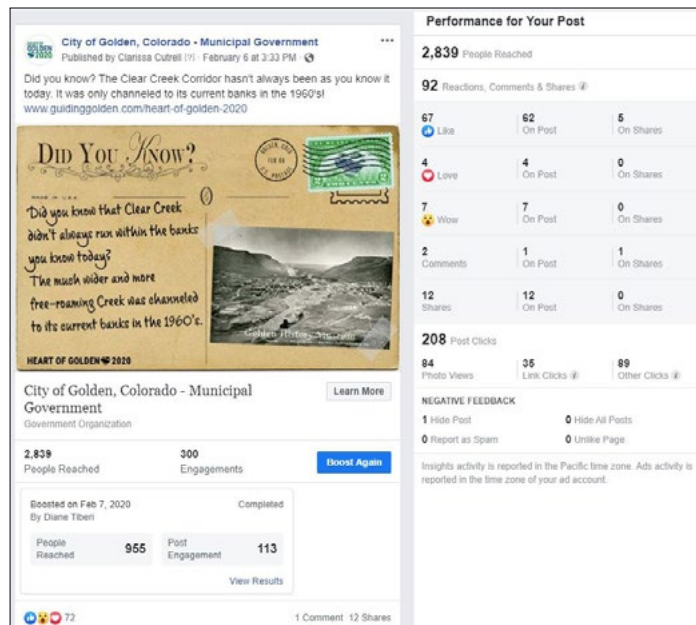 City of Golden, Colorado - Municipal Government
Published by Clarissa Cutrell [?] · February 6 at 3:33 PM ·
Did you know? The Clear Creek Corridor hasn't always been as you know it
today. It was only channeled to its current banks in the 1960's!
www.guidinggolden.com/heart-of-golden-2020
DID YOU KNOW?
MADE IN U.S.A.
Did you know that Clear Creek
didn't always run within the banks
you know today?
The much wider and more
free-roaming Creek was channeled
to its current banks in the 1960's.
Golden History Museum
HEART OF GOLDEN 2020
City of Golden, Colorado - Municipal
Government
Government Organization
Learn More
2,839
People Reached
300
Engagements
Boost Again
Boosted on Feb 7, 2020
By Diane Tiberi
Completed
People
Reached
955
Post
Engagement
113
View Results
72
1 Comment 12 Shares
Performance for Your Post
2,839 People Reached
92 Reactions, Comments & Shares
67
Like
62
On Post
5
On Shares
4
Love
4
On Post
0
On Shares
7
Wow
7
On Post
0
On Shares
2
Comments
1
On Post
1
On Shares
12
Shares
12
On Post
0
On Shares
208 Post Clicks
84
Photo Views
35
Link Clicks
89
Other Clicks
NEGATIVE FEEDBACK
1 Hide Post
0 Hide All Posts
0 Report as Spam
0 Unlike Page
Insights activity is reported in the Pacific time zone. Ads activity is
reported in the time zone of your ad account.